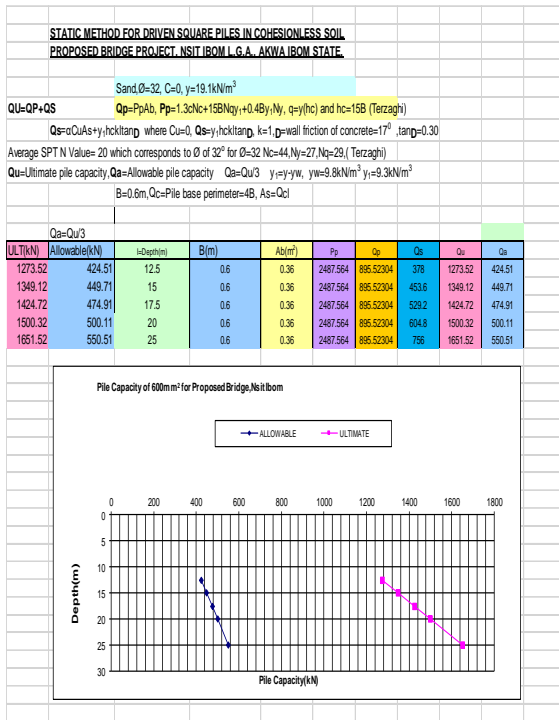 STATIC METHOD FOR DRIVEN SQUARE PILES IN COHESIONLESS SOIL
PROPOSED BRIDGE PROJECT. NSIT IBOM L.G.A.. AKWA IBOM STATE.
Sand,Ø=32, C=0, y=19.1kN/m³
QU=QP+QS Qp=PpAb, Pp=1.3cNc+15BNqy₁+0.4By₁Ny, q=y(hc) and hc=15B (Terzaghi)
Qs=αCuAs+y₁hckltanD where Cu=0, Qs=y₁hckltanD, k=1,D=wall friction of concrete=17⁰ ,tanD=0.30
Average SPT N Value= 20 which corresponds to Ø of 32⁰ for Ø=32 Nc=44,Ny=27,Nq=29,( Terzaghi)
Qu=Ultimate pile capacity,Qa=Allowable pile capacity Qa=Qu/3 y₁=y-yw, yw=9.8kN/m³ y₁=9.3kN/m³
B=0.6m,Qc=Pile base perimeter=4B, As=Qcl
Qa=Qu/3
ULT(kN) Allowable(kN) l=Depth(m) B(m) Ab(m²) Pp Qp Qs Qu Qa
1273.52 424.51 12.5 0.6 0.36 2487.564 895.52304 378 1273.52 424.51
1349.12 449.71 15 0.6 0.36 2487.564 895.52304 453.6 1349.12 449.71
1424.72 474.91 17.5 0.6 0.36 2487.564 895.52304 529.2 1424.72 474.91
1500.32 500.11 20 0.6 0.36 2487.564 895.52304 604.8 1500.32 500.11
1651.52 550.51 25 0.6 0.36 2487.564 895.52304 756 1651.52 550.51
Pile Capacity of 600mm² for Proposed Bridge,Nsit Ibom
ALLOWABLE ULTIMATE
0 200 400 600 800 1000 1200 1400 1600 1800
0
5
10
15
20
25
30
Depth(m)
Pile Capacity(kN)